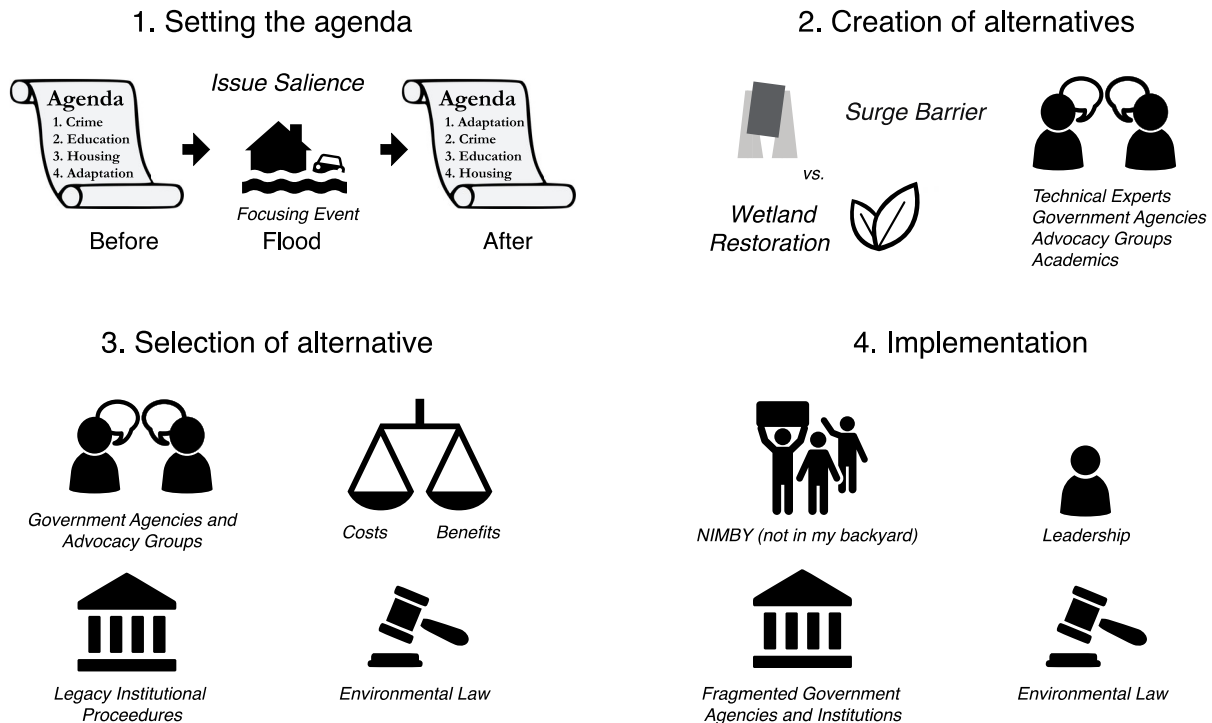 1. Setting the agenda
Issue Salience
Agenda
1. Crime
2. Education
3. Housing
4. Adaptation
Before
Focusing Event
Flood
Agenda
1. Adaptation
2. Crime
3. Education
4. Housing
After
2. Creation of alternatives
Surge Barrier
vs.
Wetland
Restoration
Technical Experts
Government Agencies
Advocacy Groups
Academics
3. Selection of alternative
Government Agencies and
Advocacy Groups
Costs
Benefits
Legacy Institutional
Proceedures
Environmental Law
4. Implementation
NIMBY (not in my backyard)
Leadership
Fragmented Government
Agencies and Institutions
Environmental Law